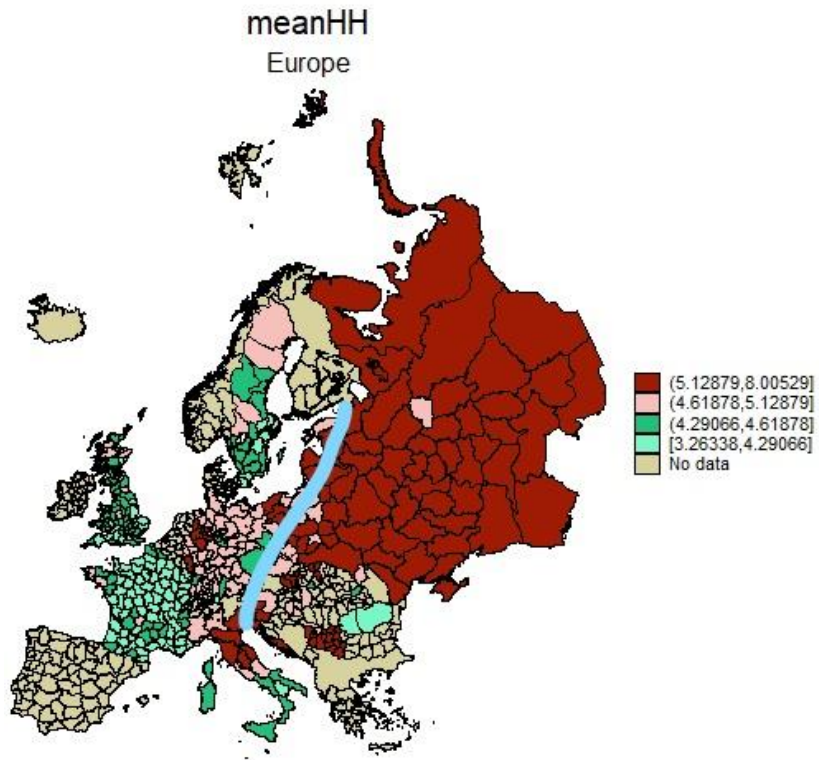 meanHH
Europe
(5.12879,8.00529]
(4.61878,5.12879]
(4.29066,4.61878]
[3.26338,4.29066]
No data